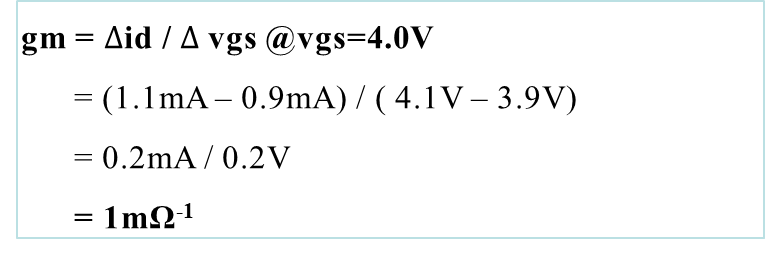 gm = Δid / Δ vgs @vgs=4.0V
= (1.1mA – 0.9mA) / ( 4.1V – 3.9V)
= 0.2mA / 0.2V
= 1mΩ⁻¹